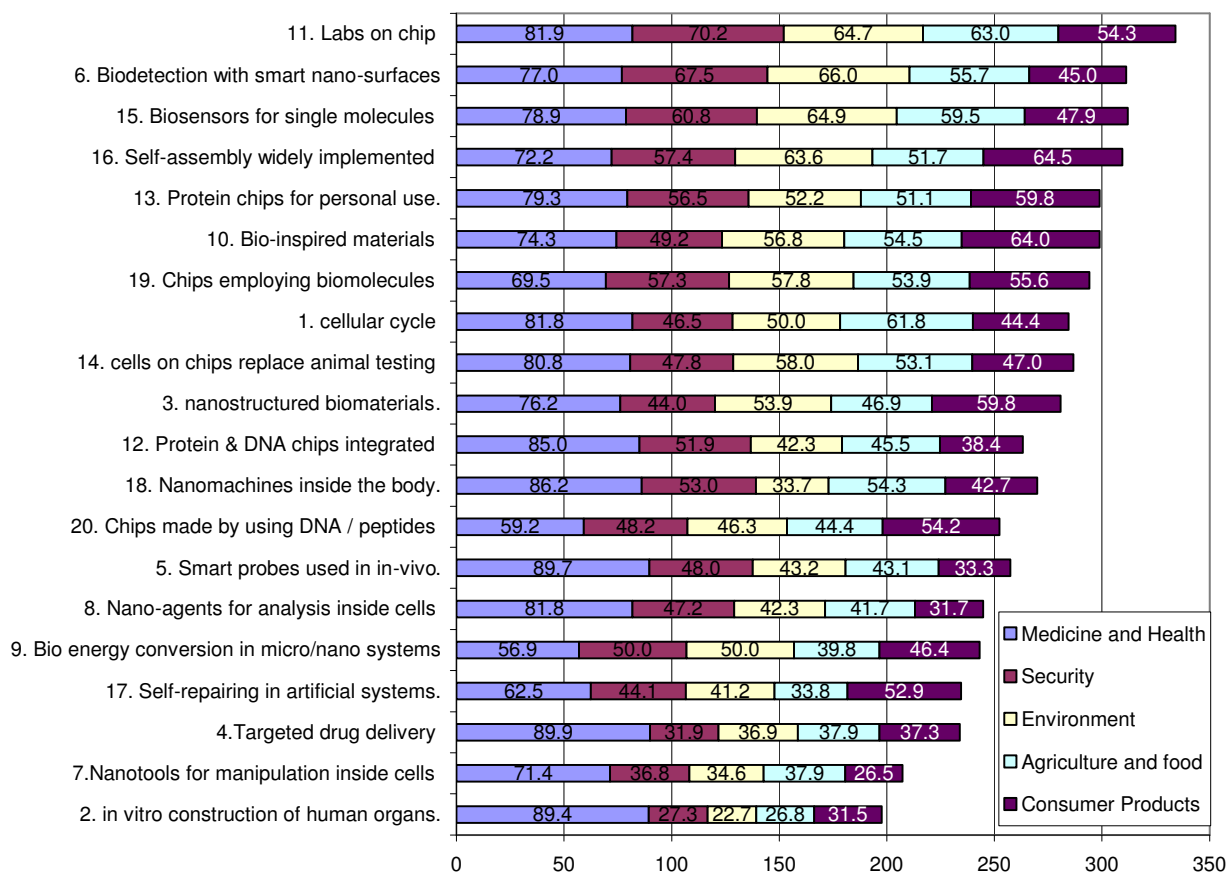 11. Labs on chip 81.9 70.2 64.7 63.0 54.3
6. Biodetection with smart nano-surfaces 77.0 67.5 66.0 55.7 45.0
15. Biosensors for single molecules 78.9 60.8 64.9 59.5 47.9
16. Self-assembly widely implemented 72.2 57.4 63.6 51.7 64.5
13. Protein chips for personal use. 79.3 56.5 52.2 51.1 59.8
10. Bio-inspired materials 74.3 49.2 56.8 54.5 64.0
19. Chips employing biomolecules 69.5 57.3 57.8 53.9 55.6
1. cellular cycle 81.8 46.5 50.0 61.8 44.4
14. cells on chips replace animal testing 80.8 47.8 58.0 53.1 47.0
3. nanostructured biomaterials. 76.2 44.0 53.9 46.9 59.8
12. Protein & DNA chips integrated 85.0 51.9 42.3 45.5 38.4
18. Nanomachines inside the body. 86.2 53.0 33.7 54.3 42.7
20. Chips made by using DNA / peptides 59.2 48.2 46.3 44.4 54.2
5. Smart probes used in in-vivo. 89.7 48.0 43.2 43.1 33.3
8. Nano-agents for analysis inside cells 81.8 47.2 42.3 41.7 31.7
9. Bio energy conversion in micro/nano systems 56.9 50.0 50.0 39.8 46.4
17. Self-repairing in artificial systems. 62.5 44.1 41.2 33.8 52.9
4.Targeted drug delivery 89.9 31.9 36.9 37.9 37.3
7.Nanotools for manipulation inside cells 71.4 36.8 34.6 37.9 26.5
2. in vitro construction of human organs. 89.4 27.3 22.7 26.8 31.5
0 50 100 150 200 250 300 350
Medicine and Health
Security
Environment
Agriculture and food
Consumer Products